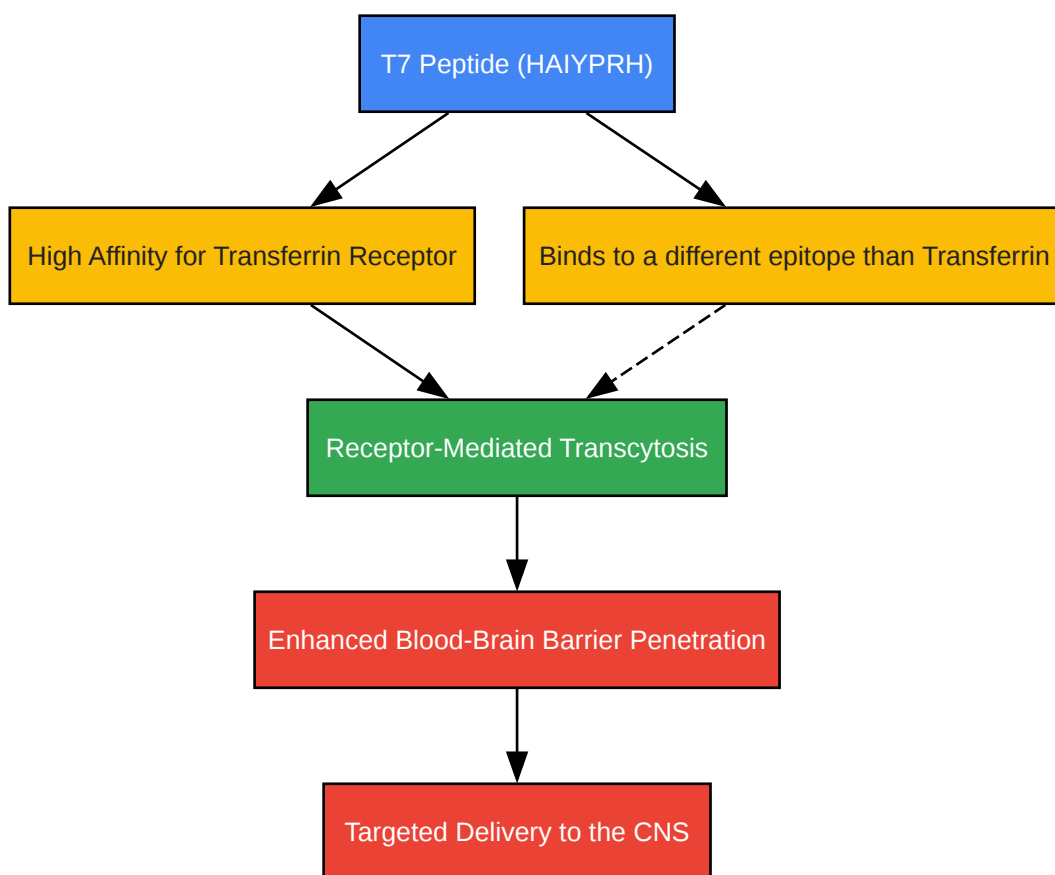 T7 Peptide (HAIYPRH)
High Affinity for Transferrin Receptor
Binds to a different epitope than Transferrin
Receptor-Mediated Transcytosis
Enhanced Blood-Brain Barrier Penetration
Targeted Delivery to the CNS